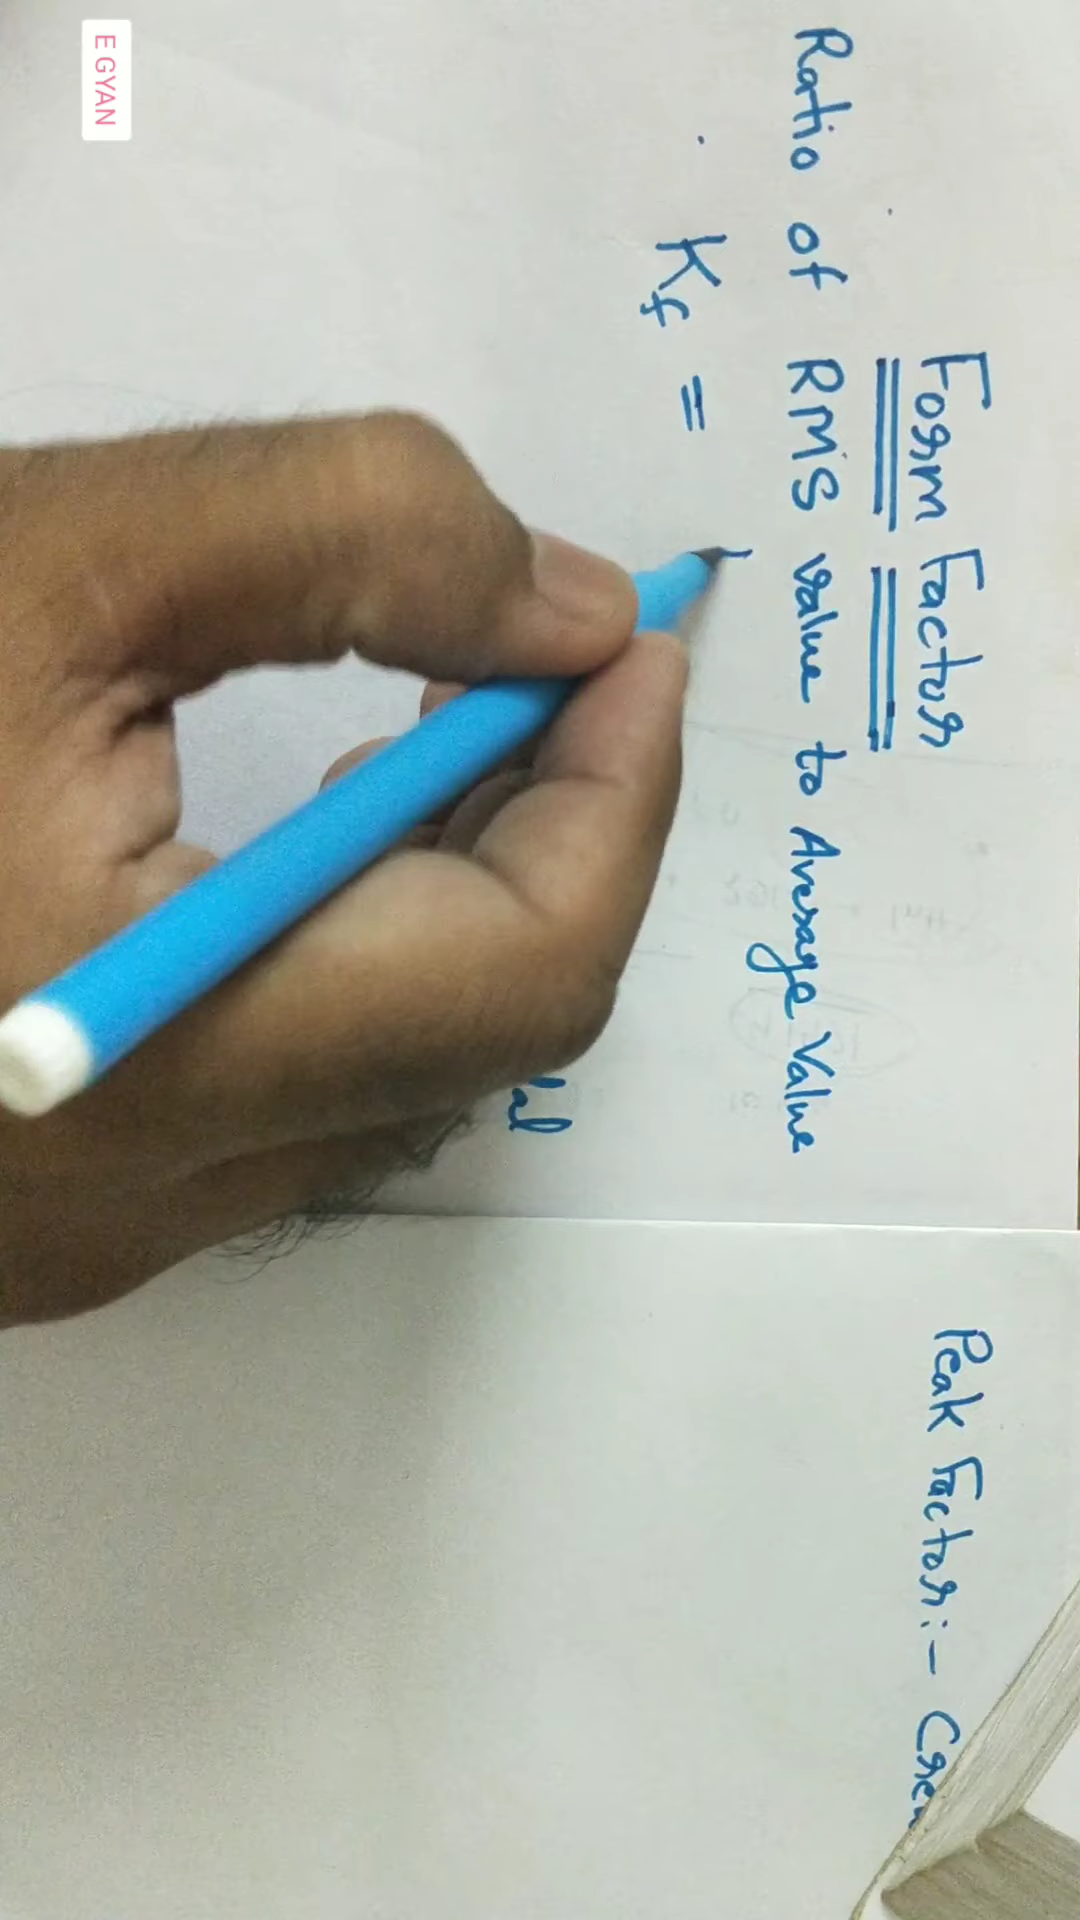 Form Factor
Ratio of RMS value to Average Value
Kf =
Peak Factor:-
E GYAN